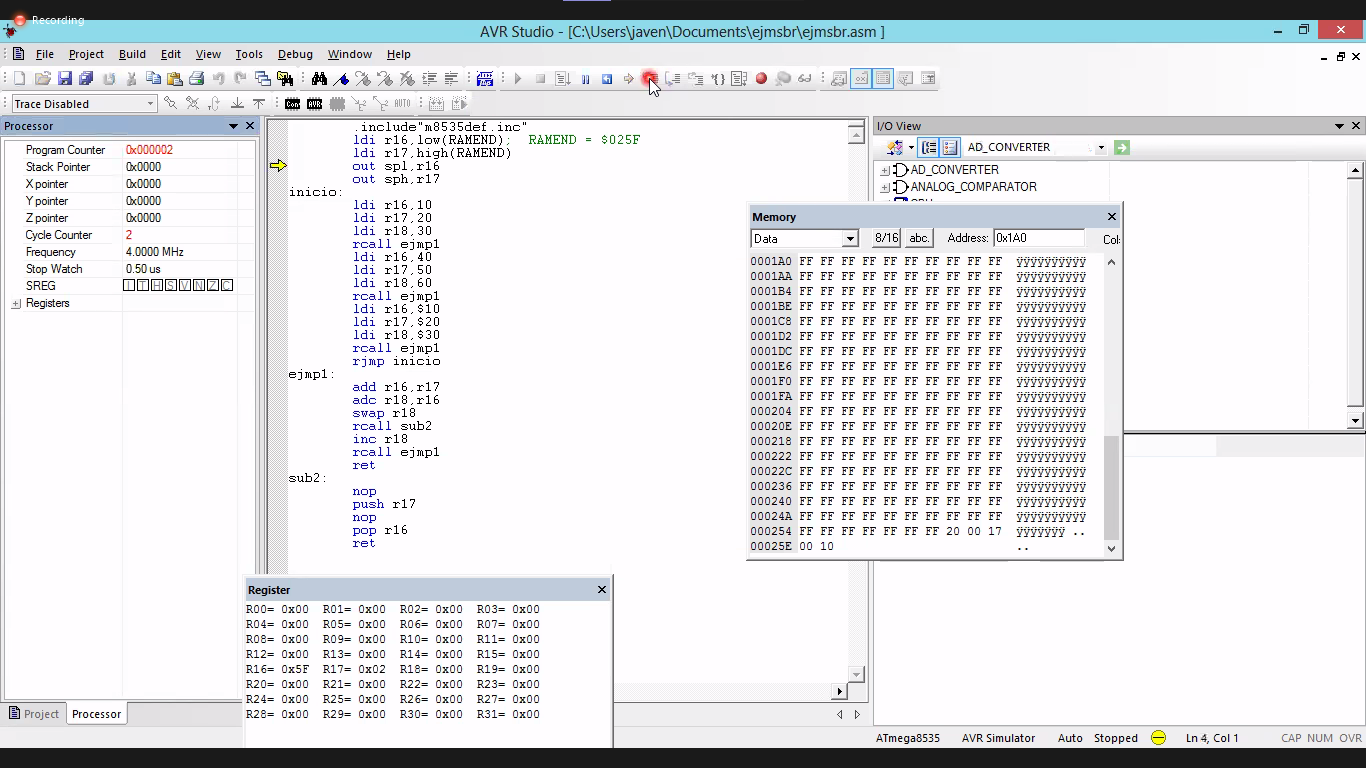 Recording
AVR Studio - [C:\Users\javen\Documents\ejmsbr\ejmsbr.asm ]
File Project Build Edit View Tools Debug Window Help
Trace Disabled
Con AVR AUTO
Processor
Program Counter 0x000002
Stack Pointer 0x0000
X pointer 0x0000
Y pointer 0x0000
Z pointer 0x0000
Cycle Counter 2
Frequency 4.0000 MHz
Stop Watch 0.50 us
SREG I T H S V N Z C
Registers
Project Processor
.include"m8535def.inc"
ldi r16,low(RAMEND); RAMEND = $025F
ldi r17,high(RAMEND)
out spl,r16
out sph,r17
inicio:
ldi r16,10
ldi r17,20
ldi r18,30
rcall ejmp1
ldi r16,40
ldi r17,50
ldi r18,60
rcall ejmp1
ldi r16,$10
ldi r17,$20
ldi r18,$30
rcall ejmp1
rjmp inicio
ejmp1:
add r16,r17
adc r18,r16
swap r18
rcall sub2
inc r18
rcall ejmp1
ret
sub2:
nop
push r17
nop
pop r16
ret
Register
R00= 0x00 R01= 0x00 R02= 0x00 R03= 0x00
R04= 0x00 R05= 0x00 R06= 0x00 R07= 0x00
R08= 0x00 R09= 0x00 R10= 0x00 R11= 0x00
R12= 0x00 R13= 0x00 R14= 0x00 R15= 0x00
R16= 0x5F R17= 0x02 R18= 0x00 R19= 0x00
R20= 0x00 R21= 0x00 R22= 0x00 R23= 0x00
R24= 0x00 R25= 0x00 R26= 0x00 R27= 0x00
R28= 0x00 R29= 0x00 R30= 0x00 R31= 0x00
I/O View
AD_CONVERTER
AD_CONVERTER
ANALOG_COMPARATOR
Memory
Data 8/16 abc. Address: 0x1A0 Col:
0001A0 FF FF FF FF FF FF FF FF FF FF ÿÿÿÿÿÿÿÿÿÿ
0001AA FF FF FF FF FF FF FF FF FF FF ÿÿÿÿÿÿÿÿÿÿ
0001B4 FF FF FF FF FF FF FF FF FF FF ÿÿÿÿÿÿÿÿÿÿ
0001BE FF FF FF FF FF FF FF FF FF FF ÿÿÿÿÿÿÿÿÿÿ
0001C8 FF FF FF FF FF FF FF FF FF FF ÿÿÿÿÿÿÿÿÿÿ
0001D2 FF FF FF FF FF FF FF FF FF FF ÿÿÿÿÿÿÿÿÿÿ
0001DC FF FF FF FF FF FF FF FF FF FF ÿÿÿÿÿÿÿÿÿÿ
0001E6 FF FF FF FF FF FF FF FF FF FF ÿÿÿÿÿÿÿÿÿÿ
0001F0 FF FF FF FF FF FF FF FF FF FF ÿÿÿÿÿÿÿÿÿÿ
0001FA FF FF FF FF FF FF FF FF FF FF ÿÿÿÿÿÿÿÿÿÿ
000204 FF FF FF FF FF FF FF FF FF FF ÿÿÿÿÿÿÿÿÿÿ
00020E FF FF FF FF FF FF FF FF FF FF ÿÿÿÿÿÿÿÿÿÿ
000218 FF FF FF FF FF FF FF FF FF FF ÿÿÿÿÿÿÿÿÿÿ
000222 FF FF FF FF FF FF FF FF FF FF ÿÿÿÿÿÿÿÿÿÿ
00022C FF FF FF FF FF FF FF FF FF FF ÿÿÿÿÿÿÿÿÿÿ
000236 FF FF FF FF FF FF FF FF FF FF ÿÿÿÿÿÿÿÿÿÿ
000240 FF FF FF FF FF FF FF FF FF FF ÿÿÿÿÿÿÿÿÿÿ
00024A FF FF FF FF FF FF FF FF FF FF ÿÿÿÿÿÿÿÿÿÿ
000254 FF FF FF FF FF FF FF 20 00 17 ÿÿÿÿÿÿÿ ..
00025E 00 10 ..
ATmega8535 AVR Simulator Auto Stopped Ln 4, Col 1 CAP NUM OVR